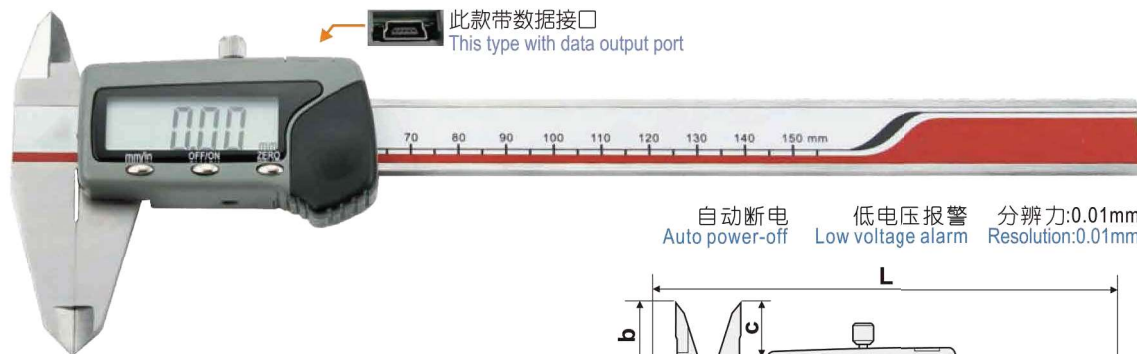 此款带数据接口
This type with data output port
0.00
mm
mm/in OFF/ON ZERO
70 80 90 100 110 120 130 140 150 mm
自动断电 低电压报警 分辨力:0.01mm
Auto power-off Low voltage alarm Resolution:0.01mm
L
b c